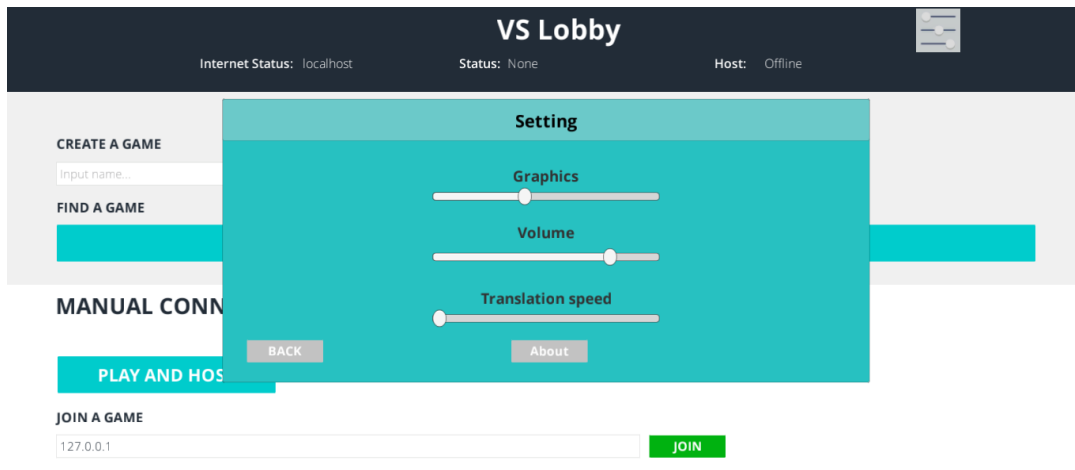 VS Lobby
Internet Status: localhost Status: None Host: Offline
Setting
CREATE A GAME
Input name...
Graphics
FIND A GAME
Volume
MANUAL CONN
Translation speed
BACK About
PLAY AND HOS
JOIN A GAME
127.0.0.1 JOIN